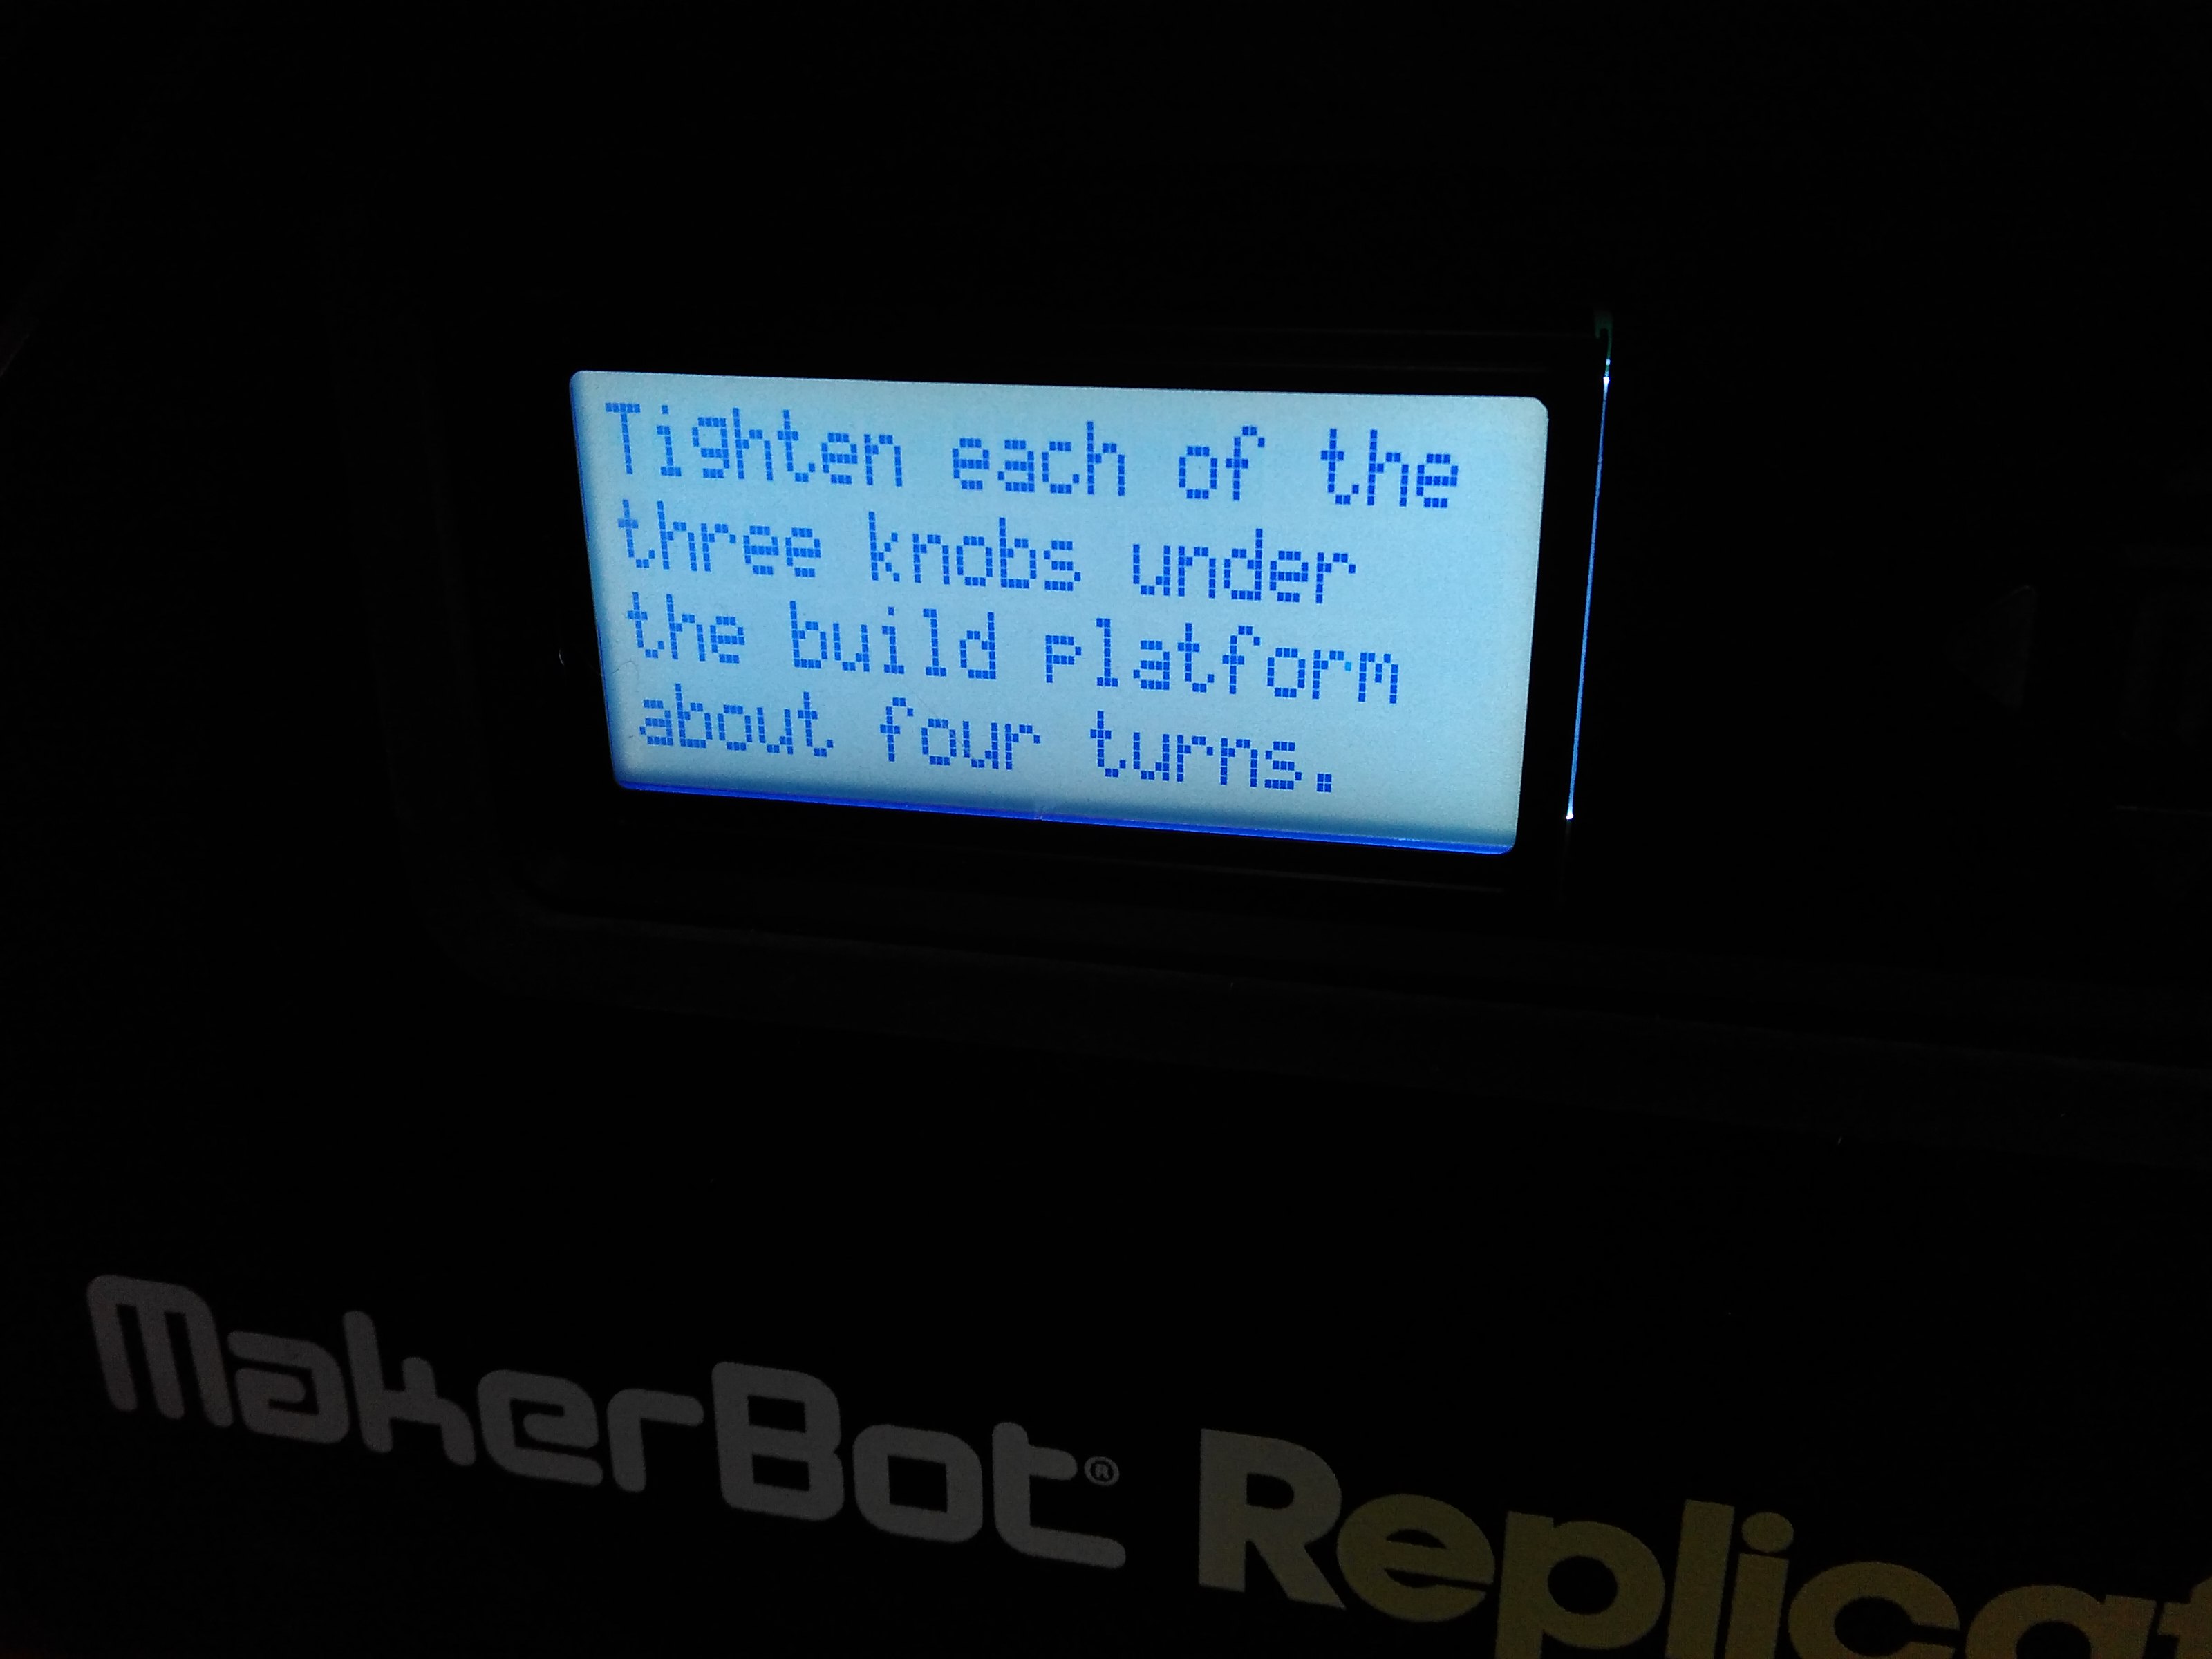 Tighten each of the
three knobs under
the build platform
about four turns.
MakerBot® Replicat